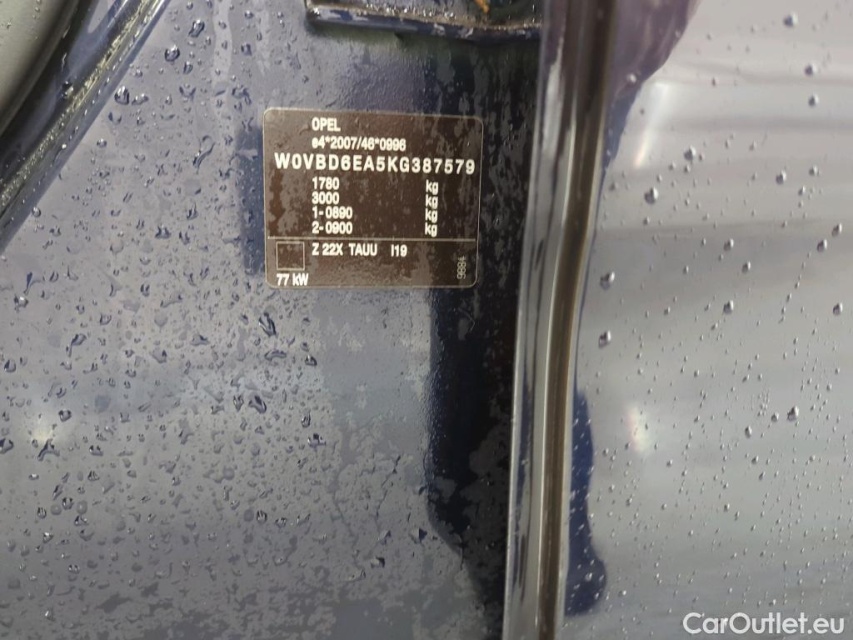 OPEL
e4*2007/46*0996
W0VBD6EA5KG387579
1780 kg
3000 kg
1-0890 kg
2-0900 kg
Z 22X TAUU I19
77 kW
CarOutlet.eu